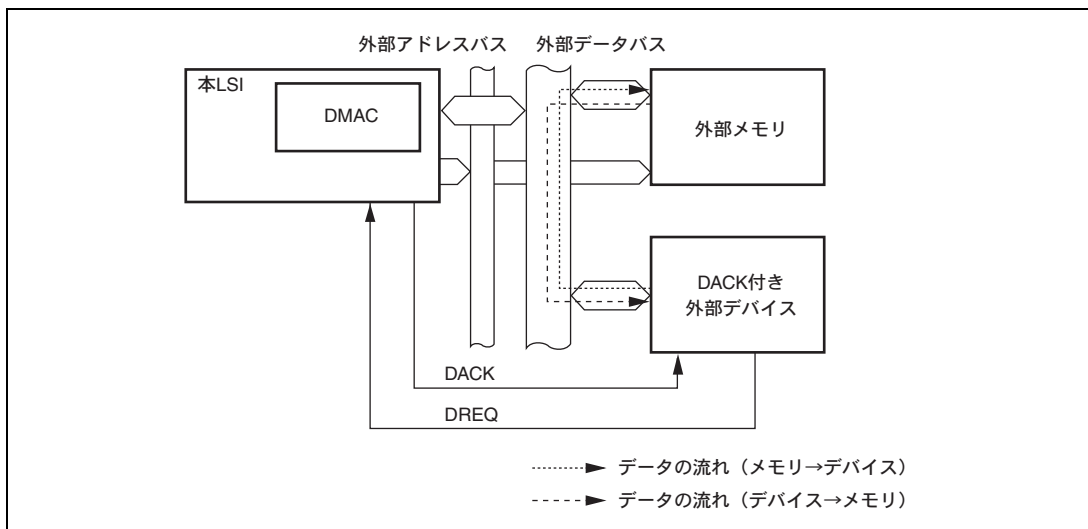 外部アドレスバス
外部データバス
本LSI
DMAC
外部メモリ
DACK付き
外部デバイス
DACK
DREQ
データの流れ（メモリ→デバイス）
データの流れ（デバイス→メモリ）